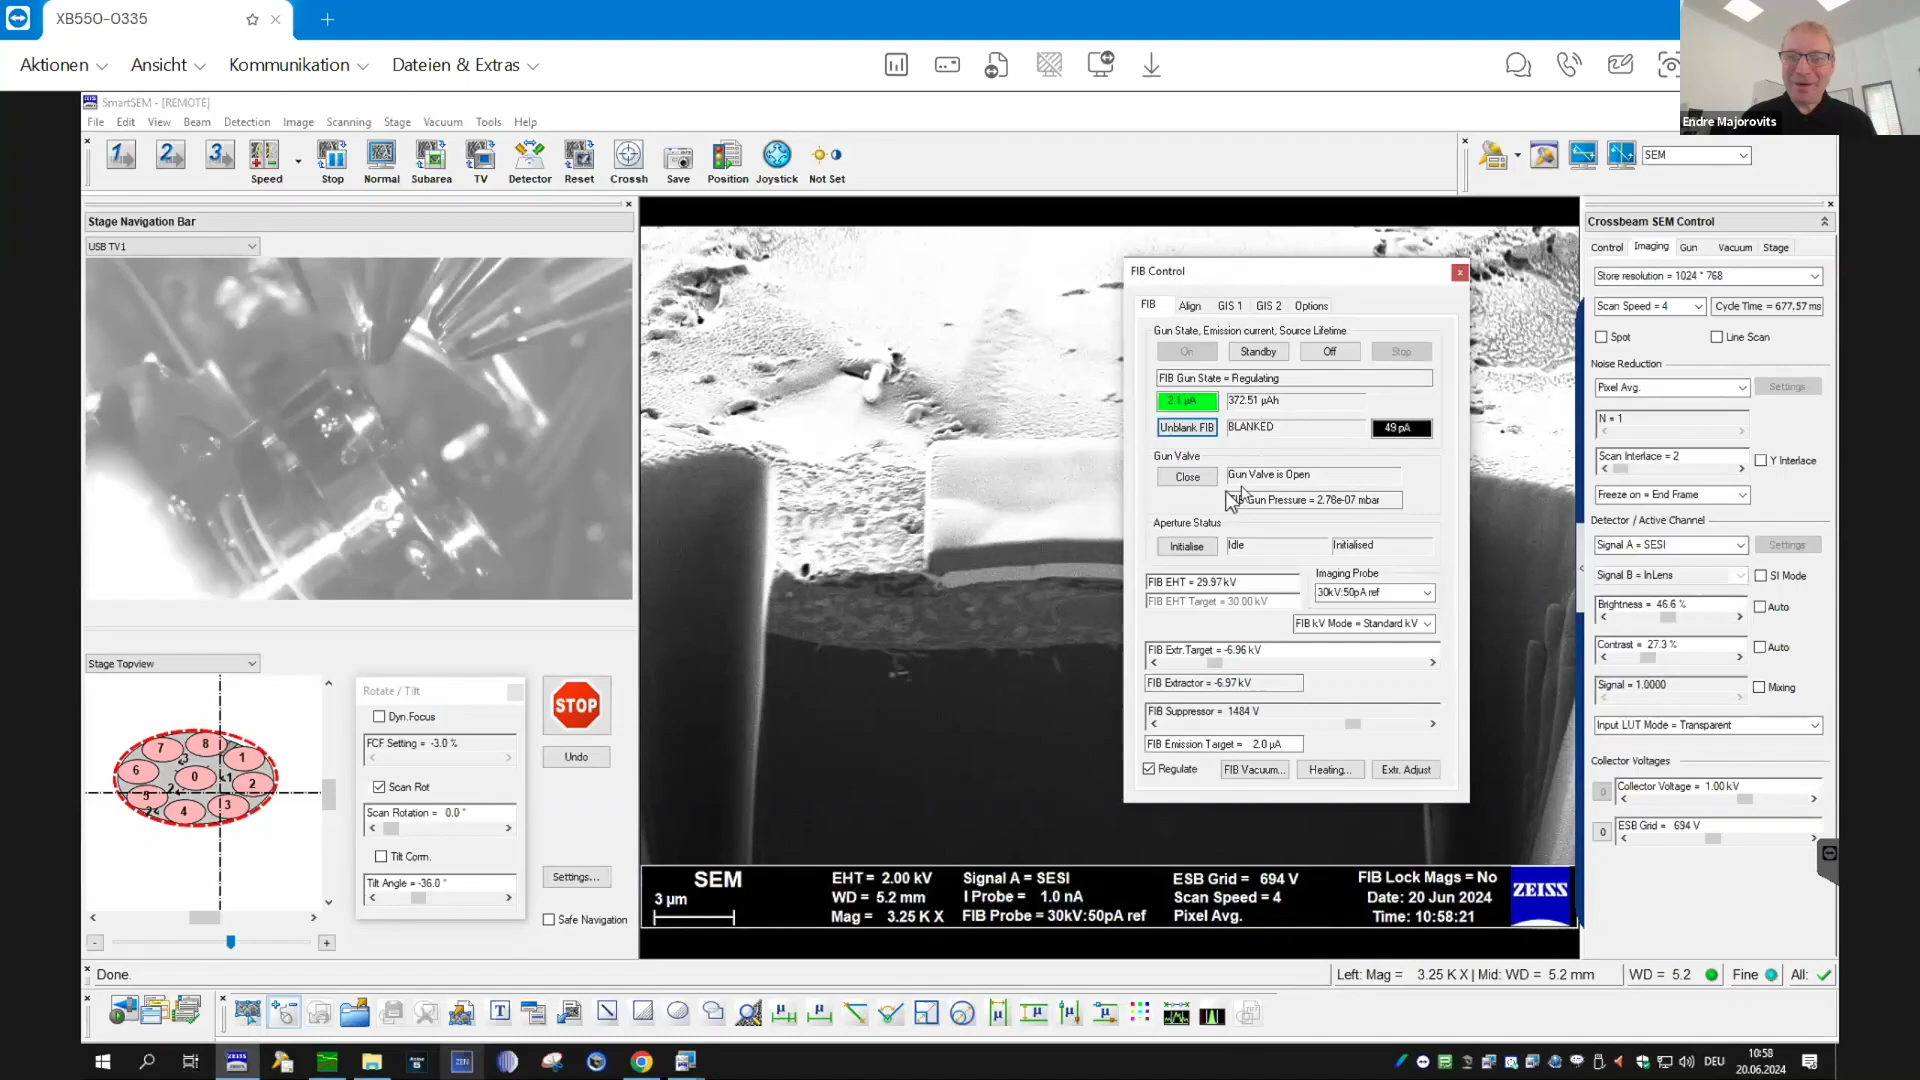 XB550-0335
Aktionen
Ansicht
Kommunikation
Dateien & Extras
Endre Majorovits
SmartSEM - [REMOTE]
File Edit View Beam Detection Image Scanning Stage Vacuum Tools Help
Speed Stop Normal Subarea TV Detector Reset Crossh Save Position Joystick Not Set
SEM
Stage Navigation Bar
USB TV1
Stage Topview
7 8 1 6 0 2 5 4 3
Rotate / Tilt
Dyn.Focus
FCF Setting = -3.0 %
Scan Rot
Scan Rotation = 0.0 °
Tilt Corrn.
Tilt Angle = -36.0 °
STOP
Undo
Settings...
Safe Navigation
FIB Control
FIB Align GIS 1 GIS 2 Options
Gun State, Emission current, Source Lifetime
On Standby Off Stop
FIB Gun State = Regulating
2.1 µA 372.51 µAh
Unblank FIB BLANKED 49 pA
Gun Valve
Close Gun Valve is Open
Gun Pressure = 2.78e-07 mbar
Aperture Status
Initialise Idle Initialised
FIB EHT = 29.97 kV
FIB EHT Target = 30.00 kV
Imaging Probe
30kV:50pA ref
FIB kV Mode = Standard kV
FIB Extr.Target = -6.96 kV
FIB Extractor = -6.97 kV
FIB Suppressor = 1484 V
FIB Emission Target = 2.0 µA
Regulate FIB Vacuum... Heating... Extr. Adjust
SEM
3 µm
EHT = 2.00 kV
WD = 5.2 mm
Mag = 3.25 K X
Signal A = SESI
I Probe = 1.0 nA
FIB Probe = 30kV:50pA ref
ESB Grid = 694 V
Scan Speed = 4
Pixel Avg.
FIB Lock Mags = No
Date: 20 Jun 2024
Time: 10:58:21
ZEISS
Crossbeam SEM Control
Control Imaging Gun Vacuum Stage
Store resolution = 1024 * 768
Scan Speed = 4
Cycle Time = 677.57 ms
Spot
Line Scan
Noise Reduction
Pixel Avg.
Settings
N = 1
Scan Interlace = 2
Y Interlace
Freeze on = End Frame
Detector / Active Channel
Signal A = SESI
Settings
Signal B = InLens
SI Mode
Brightness = 46.6 %
Auto
Contrast = 27.3 %
Auto
Signal = 1.0000
Mixing
Input LUT Mode = Transparent
Collector Voltages
0 Collector Voltage = 1.00 kV
0 ESB Grid = 694 V
Done.
Left: Mag = 3.25 K X | Mid: WD = 5.2 mm
WD = 5.2
Fine
All:
DEU
10:58
20.06.2024